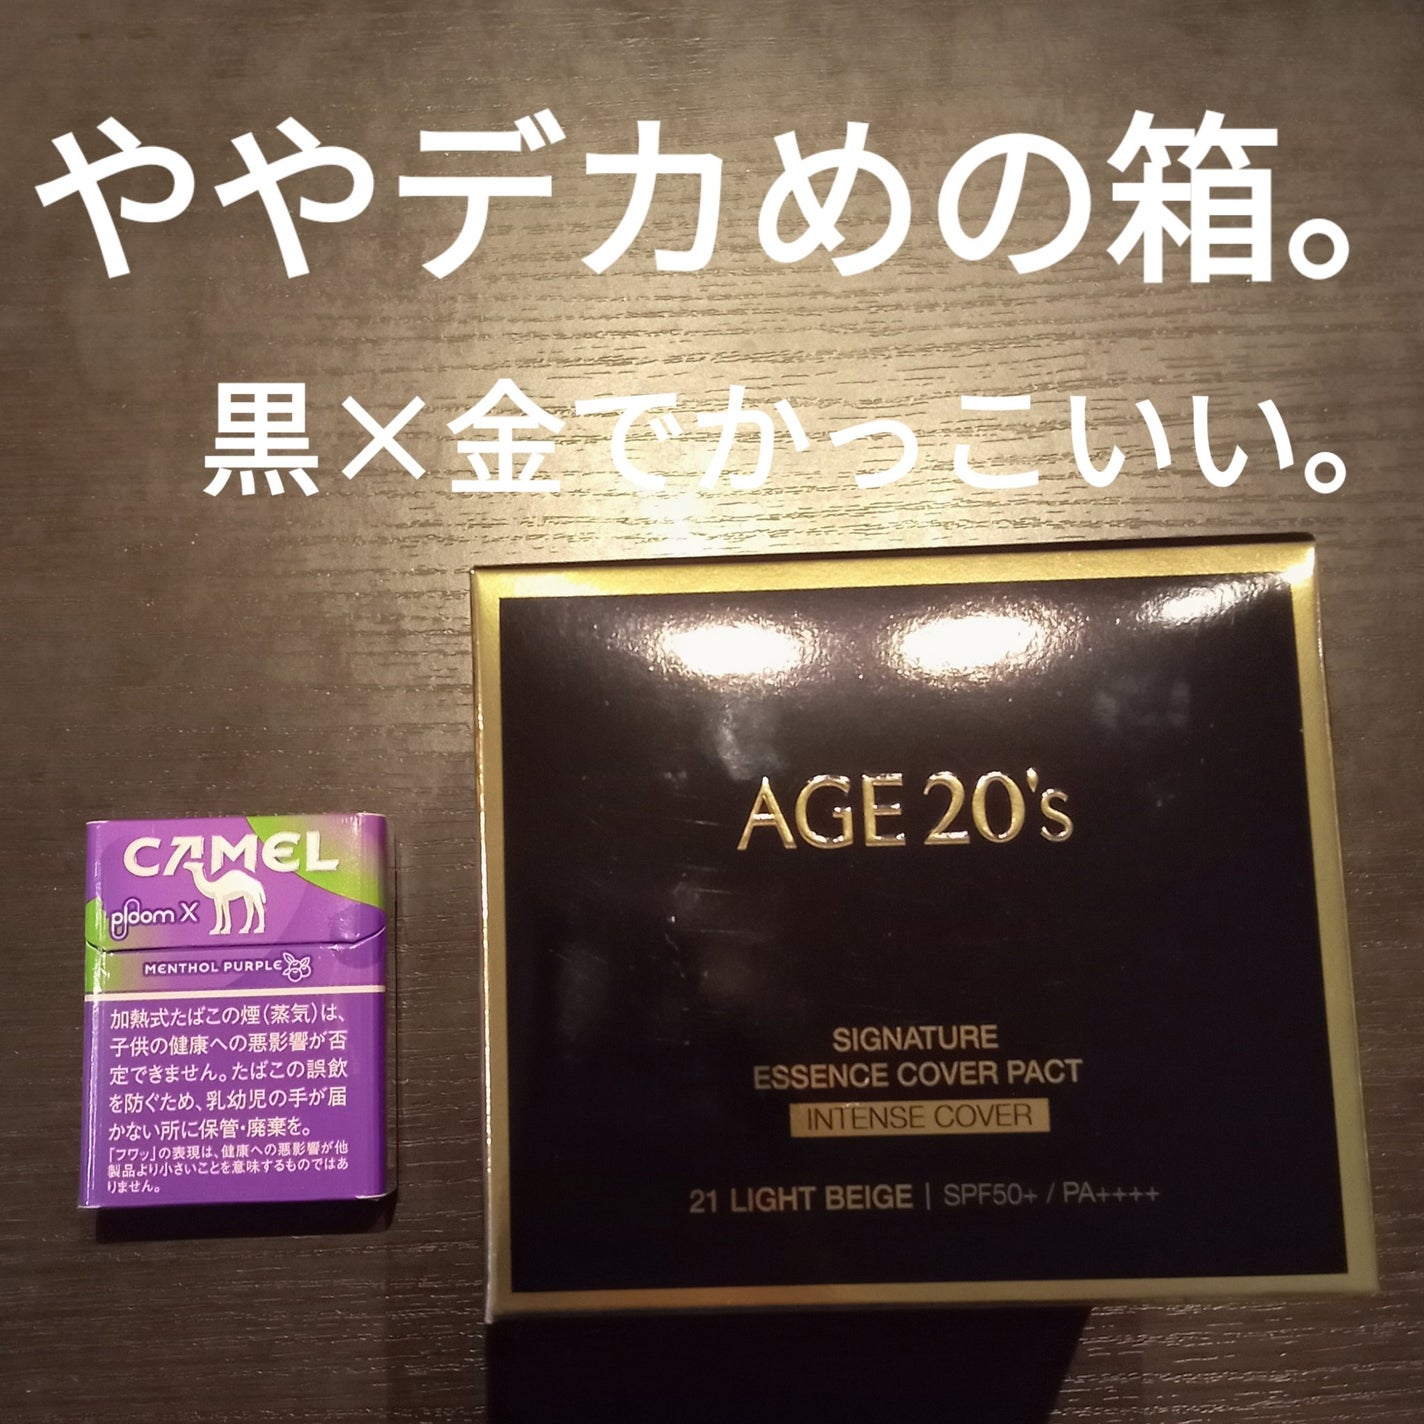 ややデカめの箱。
黒×金でかっこいい。
AGE 20's
SIGNATURE
ESSENCE COVER PACT
INTENSE COVER
21 LIGHT BEIGE | SPF50+ / PA++++
CAMEL
ploom X
MENTHOL PURPLE
加熱式たばこの煙(蒸気)は、
子供の健康への悪影響が否
定できません。たばこの誤飲
を防ぐため、乳幼児の手が届
かない所に保管・廃棄を。
「フワッ」の表現は、健康への悪影響が他
製品より小さいことを意味するものではあ
りません。